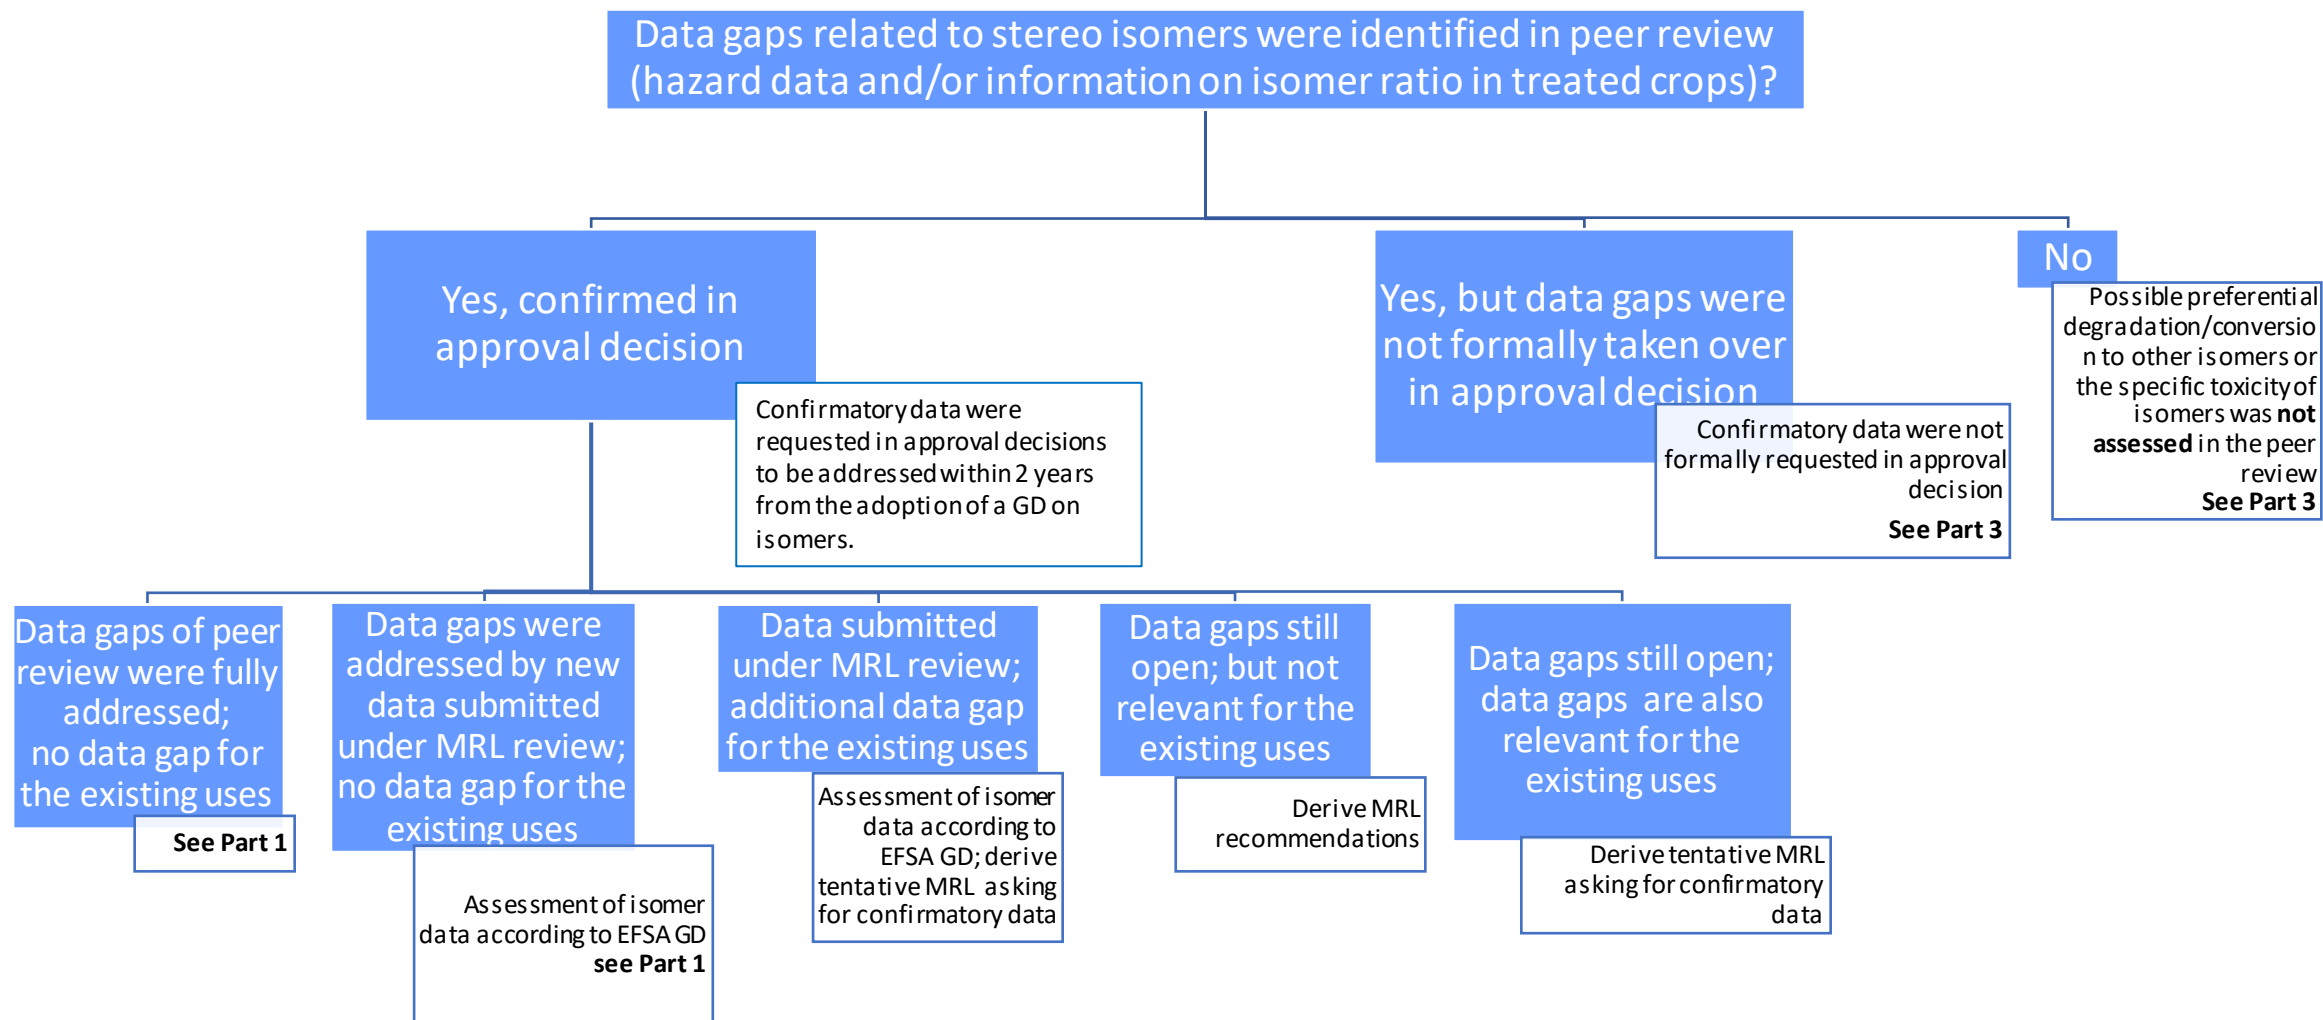 Data gaps related to stereo isomers were identified in peer review
(hazard data and/or information on isomer ratio in treated crops)?
Yes, confirmed in
approval decision
Confirmatory data were
requested in approval decisions
to be addressed within 2 years
from the adoption of a GD on
isomers.
Yes, but data gaps were
not formally taken over
in approval decision
Confirmatory data were not
formally requested in approval
decision
See Part 3
No
Possible preferential
degradation/conversio
n to other isomers or
the specific toxicity of
isomers was not
assessed in the peer
review
See Part 3
Data gaps of peer
review were fully
addressed;
no data gap for
the existing uses
See Part 1
Data gaps were
addressed by new
data submitted
under MRL review;
no data gap for the
existing uses
Assessment of isomer
data according to EFSA GD
see Part 1
Data submitted
under MRL review;
additional data gap
for the existing uses
Assessment of isomer
data according to
EFSA GD; derive
tentative MRL asking
for confirmatory data
Data gaps still
open; but not
relevant for the
existing uses
Derive MRL
recommendations
Data gaps still open;
data gaps are also
relevant for the
existing uses
Derive tentative MRL
asking for confirmatory
data